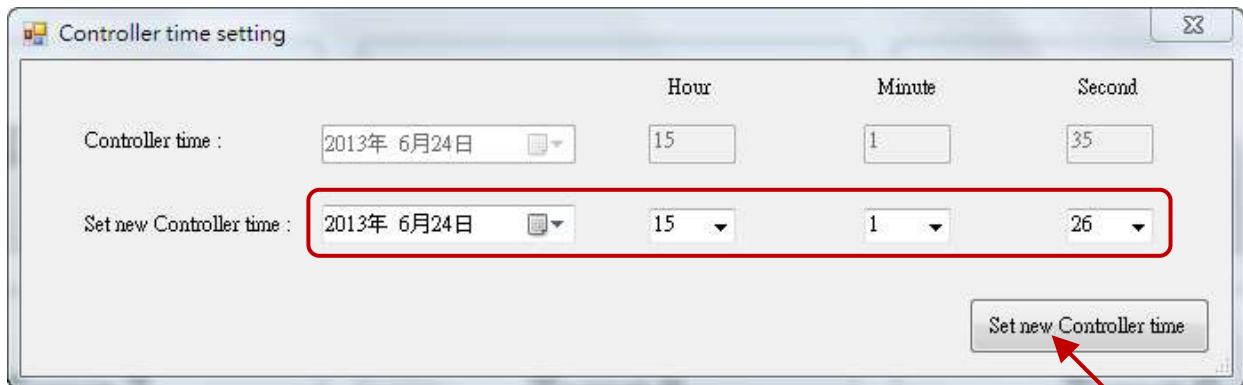 Controller time setting
Hour Minute Second
Controller time : 2013年 6月24日 15 1 35
Set new Controller time : 2013年 6月24日 15 1 26
Set new Controller time